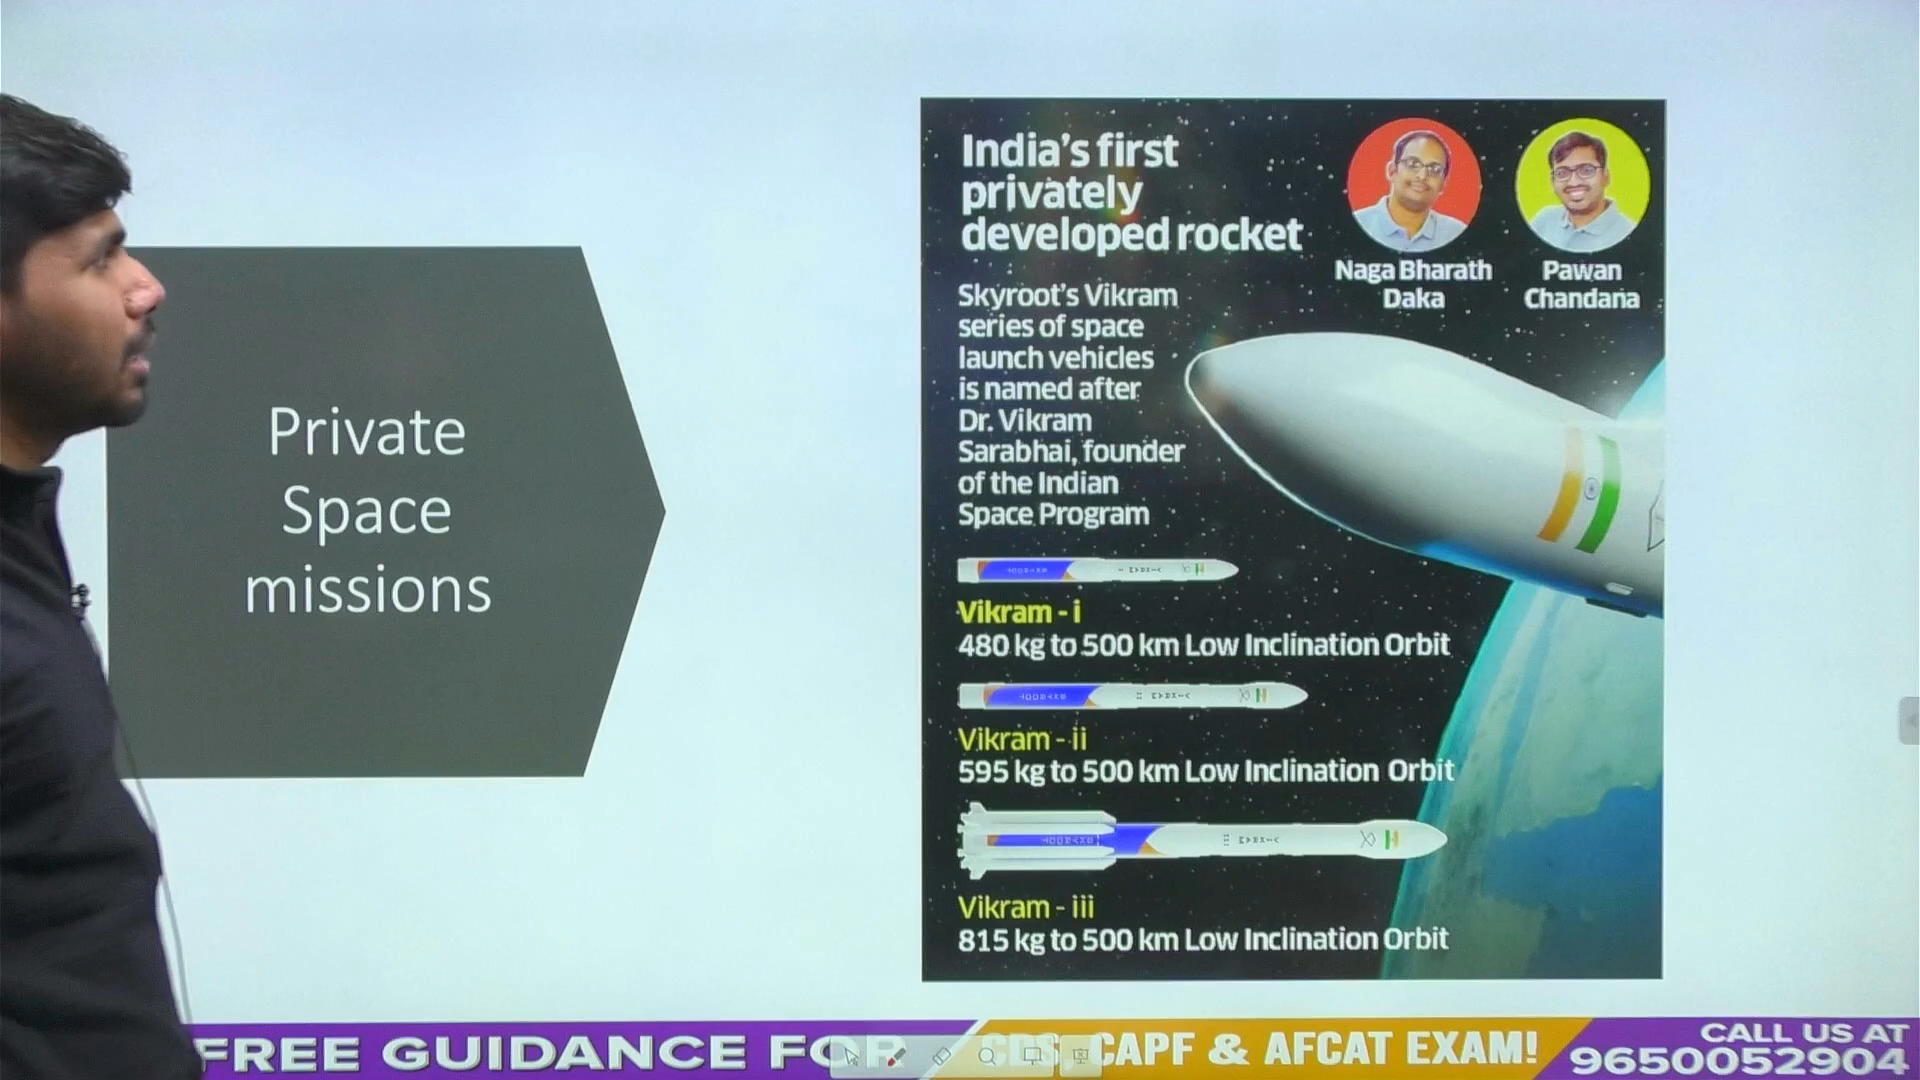 Private
Space
missions
India's first
privately
developed rocket
Naga Bharath
Daka
Pawan
Chandana
Skyroot's Vikram
series of space
launch vehicles
is named after
Dr. Vikram
Sarabhai, founder
of the Indian
Space Program
Vikram - i
480 kg to 500 km Low Inclination Orbit
Vikram - ii
595 kg to 500 km Low Inclination Orbit
Vikram - iii
815 kg to 500 km Low Inclination Orbit
FREE GUIDANCE FOR
CDS, CAPF & AFCAT EXAM!
CALL US AT
9650052904